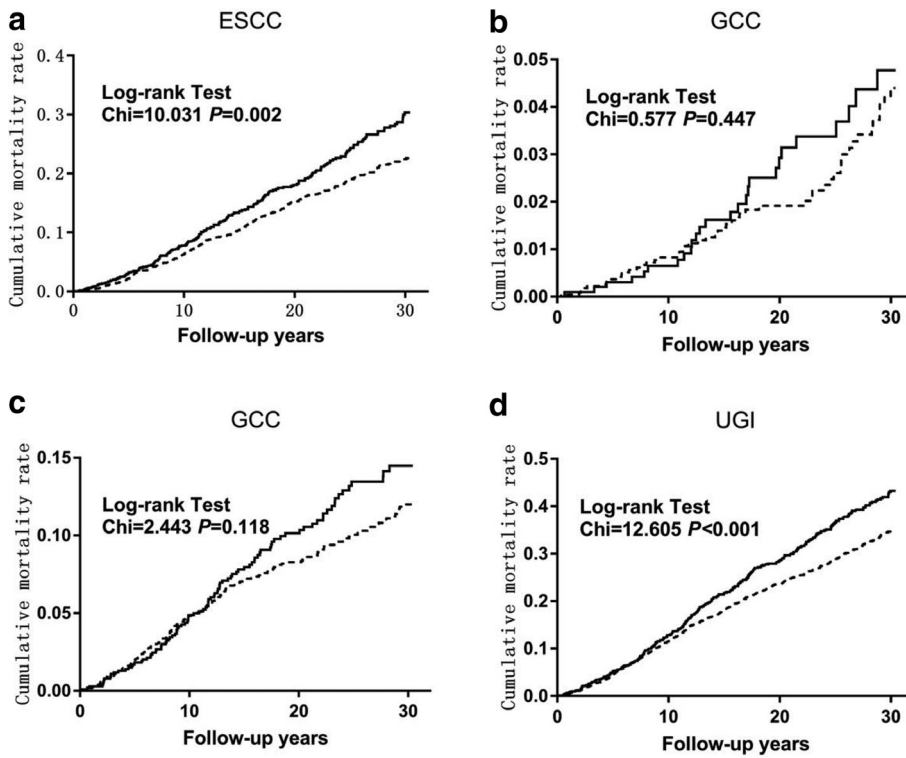 a
ESCC
Cumulative mortality rate
0.4
0.3
0.2
0.1
0.0
Log-rank Test
Chi=10.031 P=0.002
0
10
20
30
Follow-up years
b
GCC
Cumulative mortality rate
0.05
0.04
0.03
0.02
0.01
0.00
Log-rank Test
Chi=0.577 P=0.447
0
10
20
30
Follow-up years
c
GCC
Cumulative mortality rate
0.15
0.10
0.05
0.00
Log-rank Test
Chi=2.443 P=0.118
0
10
20
30
Follow-up years
d
UGI
Cumulative mortality rate
0.5
0.4
0.3
0.2
0.1
0.0
Log-rank Test
Chi=12.605 P<0.001
0
10
20
30
Follow-up years